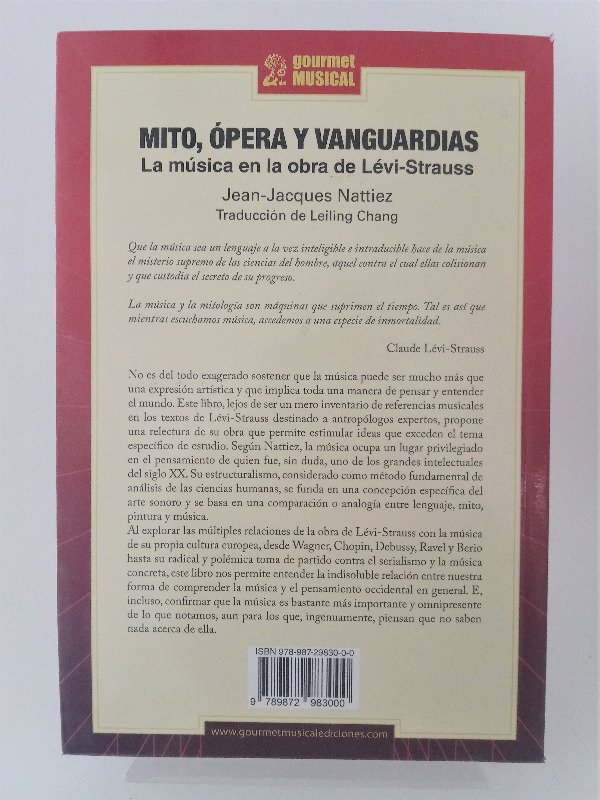 gourmet
MUSICAL
MITO, ÓPERA Y VANGUARDIAS
La música en la obra de Lévi-Strauss
Jean-Jacques Nattiez
Traducción de Leiling Chang
Que la música sea un lenguaje a la vez inteligible e intraducible hace de la música
el misterio supremo de las ciencias del hombre, aquel contra el cual ellas colisionan
y que custodia el secreto de su progreso.
La música y la mitología son máquinas que suprimen el tiempo. Tal es así que
mientras escuchamos música, accedemos a una especie de inmortalidad.
Claude Lévi-Strauss
No es del todo exagerado sostener que la música puede ser mucho más que
una expresión artística y que implica toda una manera de pensar y entender
el mundo. Este libro, lejos de ser un mero inventario de referencias musicales
en los textos de Lévi-Strauss destinado a antropólogos expertos, propone
una relectura de su obra que permite estimular ideas que exceden el tema
específico de estudio. Según Nattiez, la música ocupa un lugar privilegiado
en el pensamiento de quien fue, sin duda, uno de los grandes intelectuales
del siglo XX. Su estructuralismo, considerado como método fundamental de
análisis de las ciencias humanas, se funda en una concepción específica del
arte sonoro y se basa en una comparación o analogía entre lenguaje, mito,
pintura y música.
Al explorar las múltiples relaciones de la obra de Lévi-Strauss con la música
de su propia cultura europea, desde Wagner, Chopin, Debussy, Ravel y Berio
hasta su radical y polémica toma de partido contra el serialismo y la música
concreta, este libro nos permite entender la indisoluble relación entre nuestra
forma de comprender la música y el pensamiento occidental en general. E,
incluso, confirmar que la música es bastante más importante y omnipresente
de lo que notamos, aun para los que, ingenuamente, piensan que no saben
nada acerca de ella.
ISBN 978-987-29830-0-0
9 789872 983000
www.gourmetmusicalediciones.com